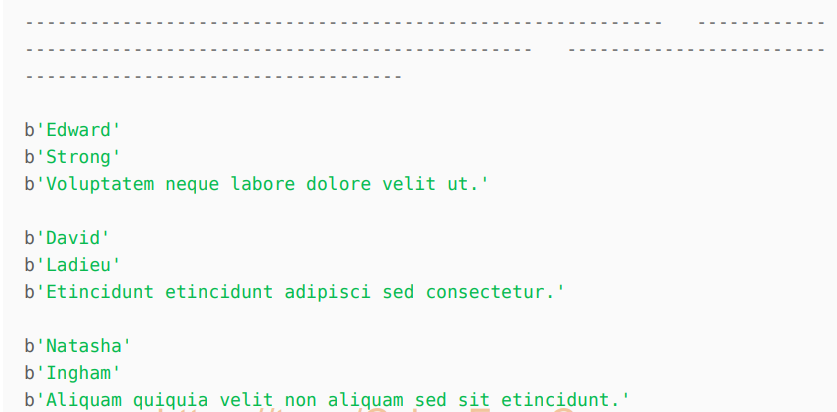 ----------------------------------------------------------- ------------
----------------------------------------------- ------------------------
-----------------------------------
b'Edward'
b'Strong'
b'Voluptatem neque labore dolore velit ut.'
b'David'
b'Ladieu'
b'Etincidunt etincidunt adipisci sed consectetur.'
b'Natasha'
b'Ingham'
b'Aliquam quiquia velit non aliquam sed sit etincidunt.'